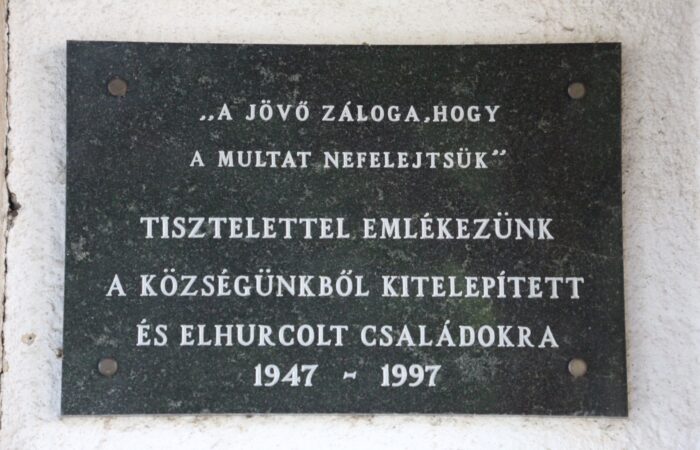 „A JÖVŐ ZÁLOGA,HOGY
A MULTAT NEFELEJTSÜK”
TISZTELETTEL EMLÉKEZÜNK
A KÖZSÉGÜNKBŐL KITELEPÍTETT
ÉS ELHURCOLT CSALÁDOKRA
1947 - 1997